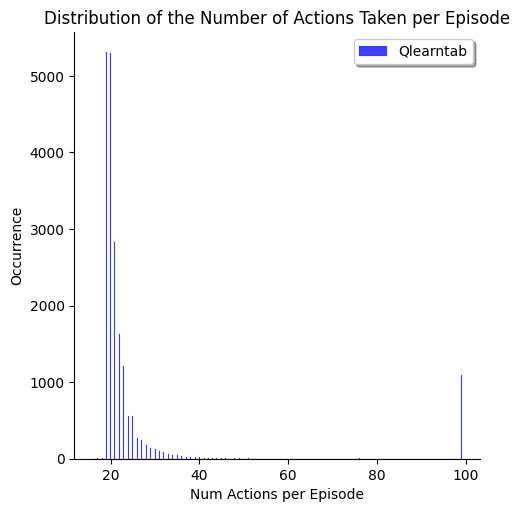 Distribution of the Number of Actions Taken per Episode
Qlearntab
5000
4000
3000
2000
1000
0
Occurrence
20
40
60
80
100
Num Actions per Episode